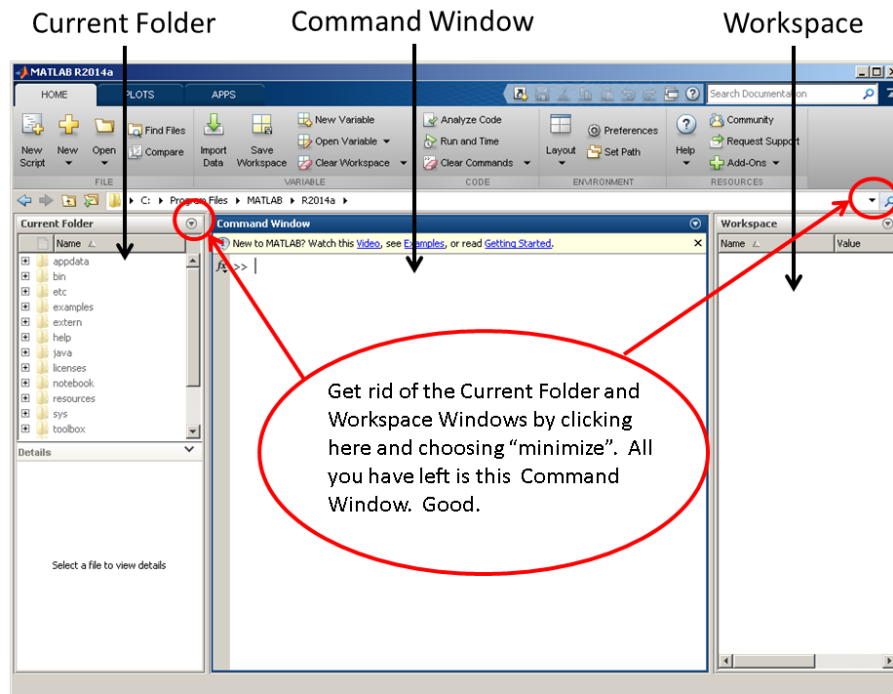 Current Folder Command Window Workspace
MATLAB R2014a
HOME PLOTS APPS Search Documentation
New Script
New
Open
Find Files
Compare
Import Data
Save Workspace
New Variable
Open Variable
Clear Workspace
Analyze Code
Run and Time
Clear Commands
Layout
Preferences
Set Path
Help
Community
Request Support
Add-Ons
FILE VARIABLE CODE ENVIRONMENT RESOURCES
C: Program Files MATLAB R2014a
Current Folder
Name
appdata
bin
etc
examples
extern
help
java
licenses
notebook
resources
sys
toolbox
Details
Select a file to view details
Command Window
New to MATLAB? Watch this Video, see Examples, or read Getting Started.
fx >>
Get rid of the Current Folder and
Workspace Windows by clicking
here and choosing “minimize”. All
you have left is this Command
Window. Good.
Workspace
Name Value